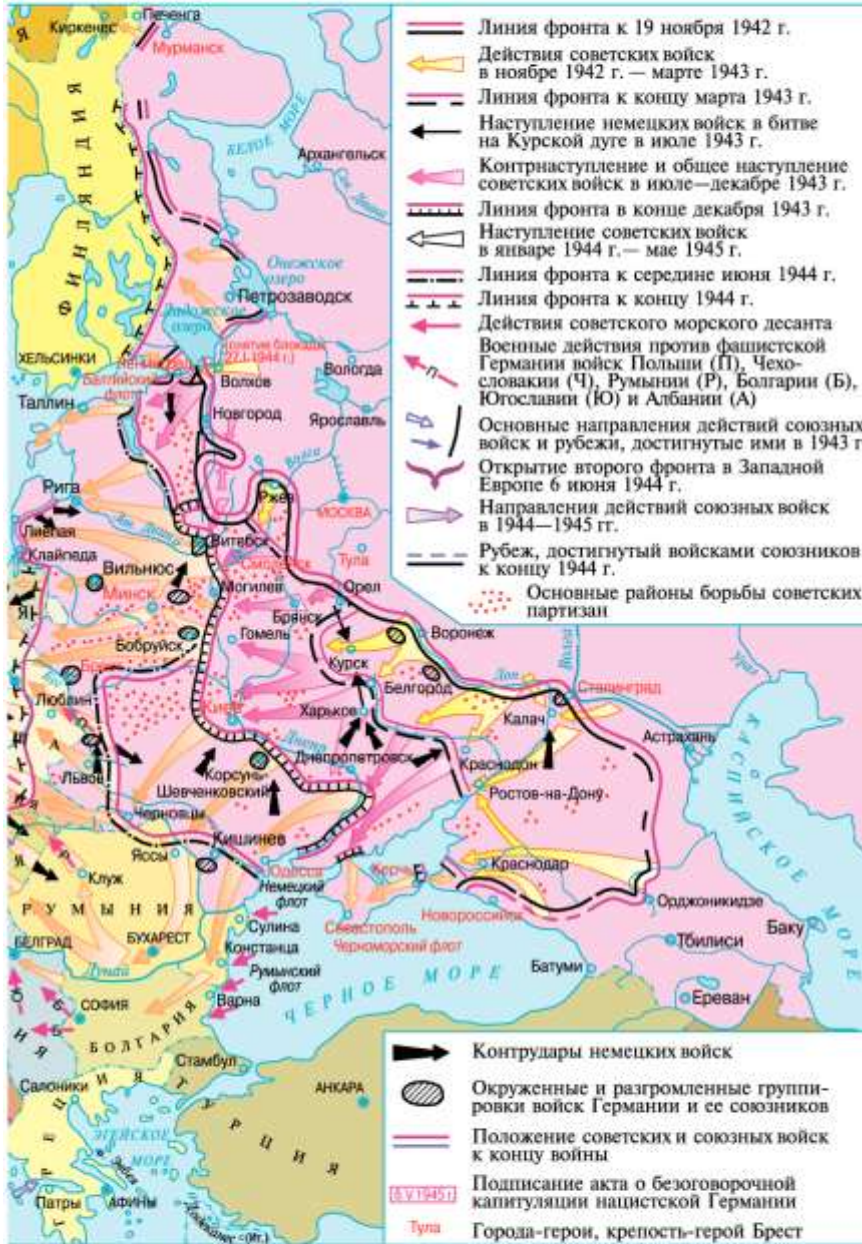 Киркенес
Печенга
Мурманск
БЕЛОЕ МОРЕ
Архангельск
Сев. Двина
ФИНЛЯНДИЯ
Онежское
озеро
Петрозаводск
Ладожское
озеро
ХЕЛЬСИНКИ
27.I.1944 г.)
Волхов
Вологда
Балтийский
флот
Таллин
Новгород
Ярославль
Волга
Рига
Ржев
МОСКВА
Лиепая
Клайпеда
Витебск
Тула
Вильнюс
Смоленск
Минск
Могилев
Орел
Брянск
Бобруйск
Гомель
Воронеж
Курск
Волга
Урал
Люблин
Белгород
Дон
Сталинград
Киев
Харьков
Калач
Астрахань
Львов
Днепр
Днепропетровск
Краснодон
Корсунь-
Шевченковский
Ростов-на-Дону
Черновцы
КАСПИЙСКОЕ МОРЕ
Кишинев
Яссы
Одесса
Керчь
Краснодар
Клуж
Немецкий
флот
Новороссийск
Орджоникидзе
РУМЫНИЯ
Сулина
Севастополь
Черноморский флот
Баку
БЕЛГРАД
БУХАРЕСТ
Констанца
Тбилиси
Дунай
Румынский
флот
Батуми
Варна
ЧЕРНОЕ МОРЕ
Ереван
СОФИЯ
БОЛГАРИЯ
Стамбул
Салоники
АНКАРА
ГРЕЦИЯ
ТУРЦИЯ
ЭГЕЙСКОЕ
МОРЕ
Эвбея
Патры
АФИНЫ
Додеканес (Ит.)
Линия фронта к 19 ноября 1942 г.
Действия советских войск
в ноябре 1942 г. — марте 1943 г.
Линия фронта к концу марта 1943 г.
Наступление немецких войск в битве
на Курской дуге в июле 1943 г.
Контрнаступление и общее наступление
советских войск в июле—декабре 1943 г.
Линия фронта в конце декабря 1943 г.
Наступление советских войск
в январе 1944 г.— мае 1945 г.
Линия фронта к середине июня 1944 г.
Линия фронта к концу 1944 г.
Действия советского морского десанта
П
Военные действия против фашистской
Германии войск Польши (П), Чехо-
словакии (Ч), Румынии (Р), Болгарии (Б),
Югославии (Ю) и Албании (А)
Основные направления действий союзных
войск и рубежи, достигнутые ими в 1943 г.
Открытие второго фронта в Западной
Европе 6 июня 1944 г.
Направления действий союзных войск
в 1944—1945 гг.
Рубеж, достигнутый войсками союзников
к концу 1944 г.
Основные районы борьбы советских
партизан
Контрудары немецких войск
Окруженные и разгромленные группи-
ровки войск Германии и ее союзников
Положение советских и союзных войск
к концу войны
Подписание акта о безоговорочной
капитуляции нацистской Германии
Тула
Города-герои, крепость-герой Брест